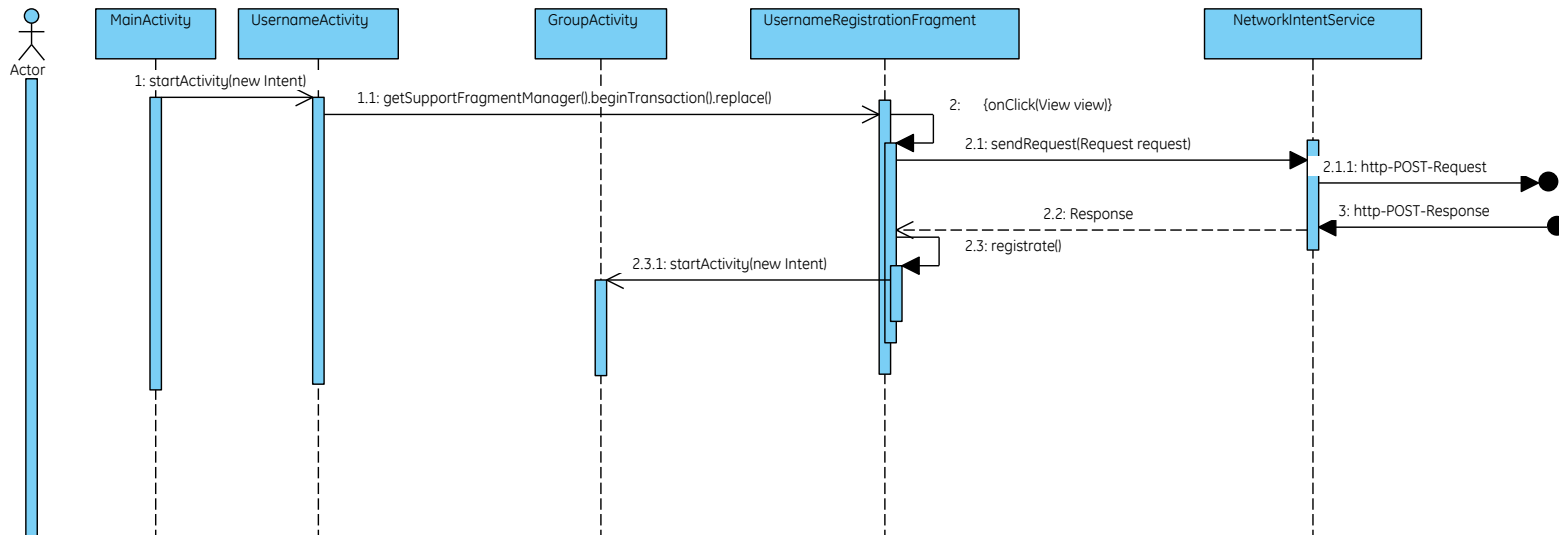 MainActivity
UsernameActivity
GroupActivity
UsernameRegistrationFragment
NetworkIntentService
Actor
1: startActivity(new Intent)
1.1: getSupportFragmentManager().beginTransaction().replace()
2: {onClick(View view)}
2.1: sendRequest(Request request)
2.1.1: http-POST-Request
3: http-POST-Response
2.2: Response
2.3: registrate()
2.3.1: startActivity(new Intent)